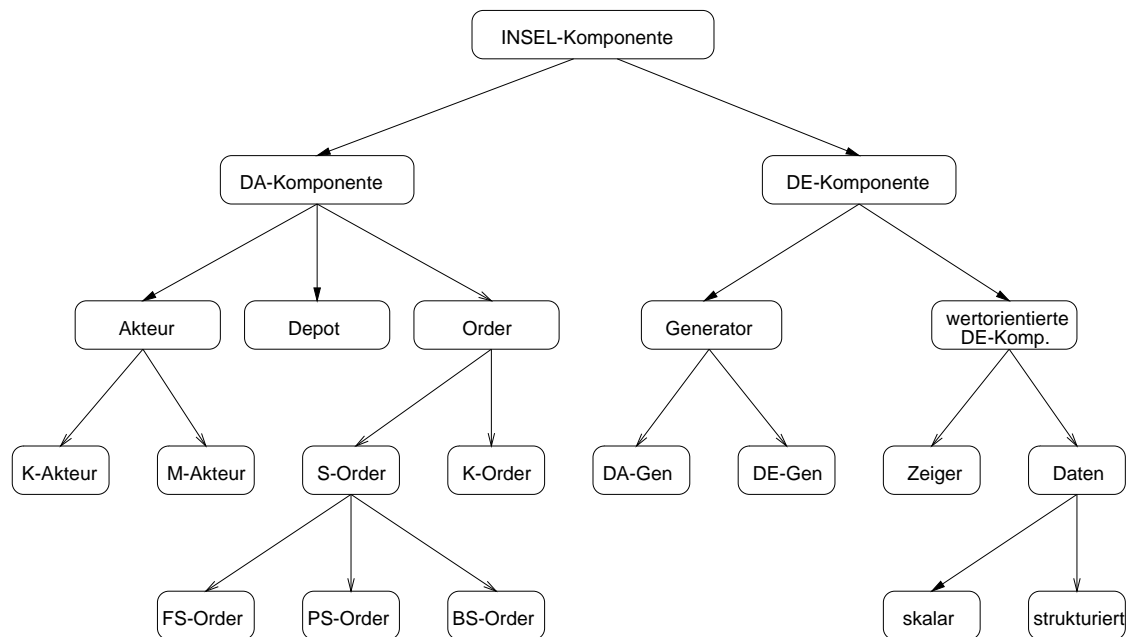 INSEL-Komponente
DA-Komponente
DE-Komponente
Akteur
Depot
Order
Generator
wertorientierte
DE-Komp.
K-Akteur
M-Akteur
S-Order
K-Order
DA-Gen
DE-Gen
Zeiger
Daten
FS-Order
PS-Order
BS-Order
skalar
strukturiert